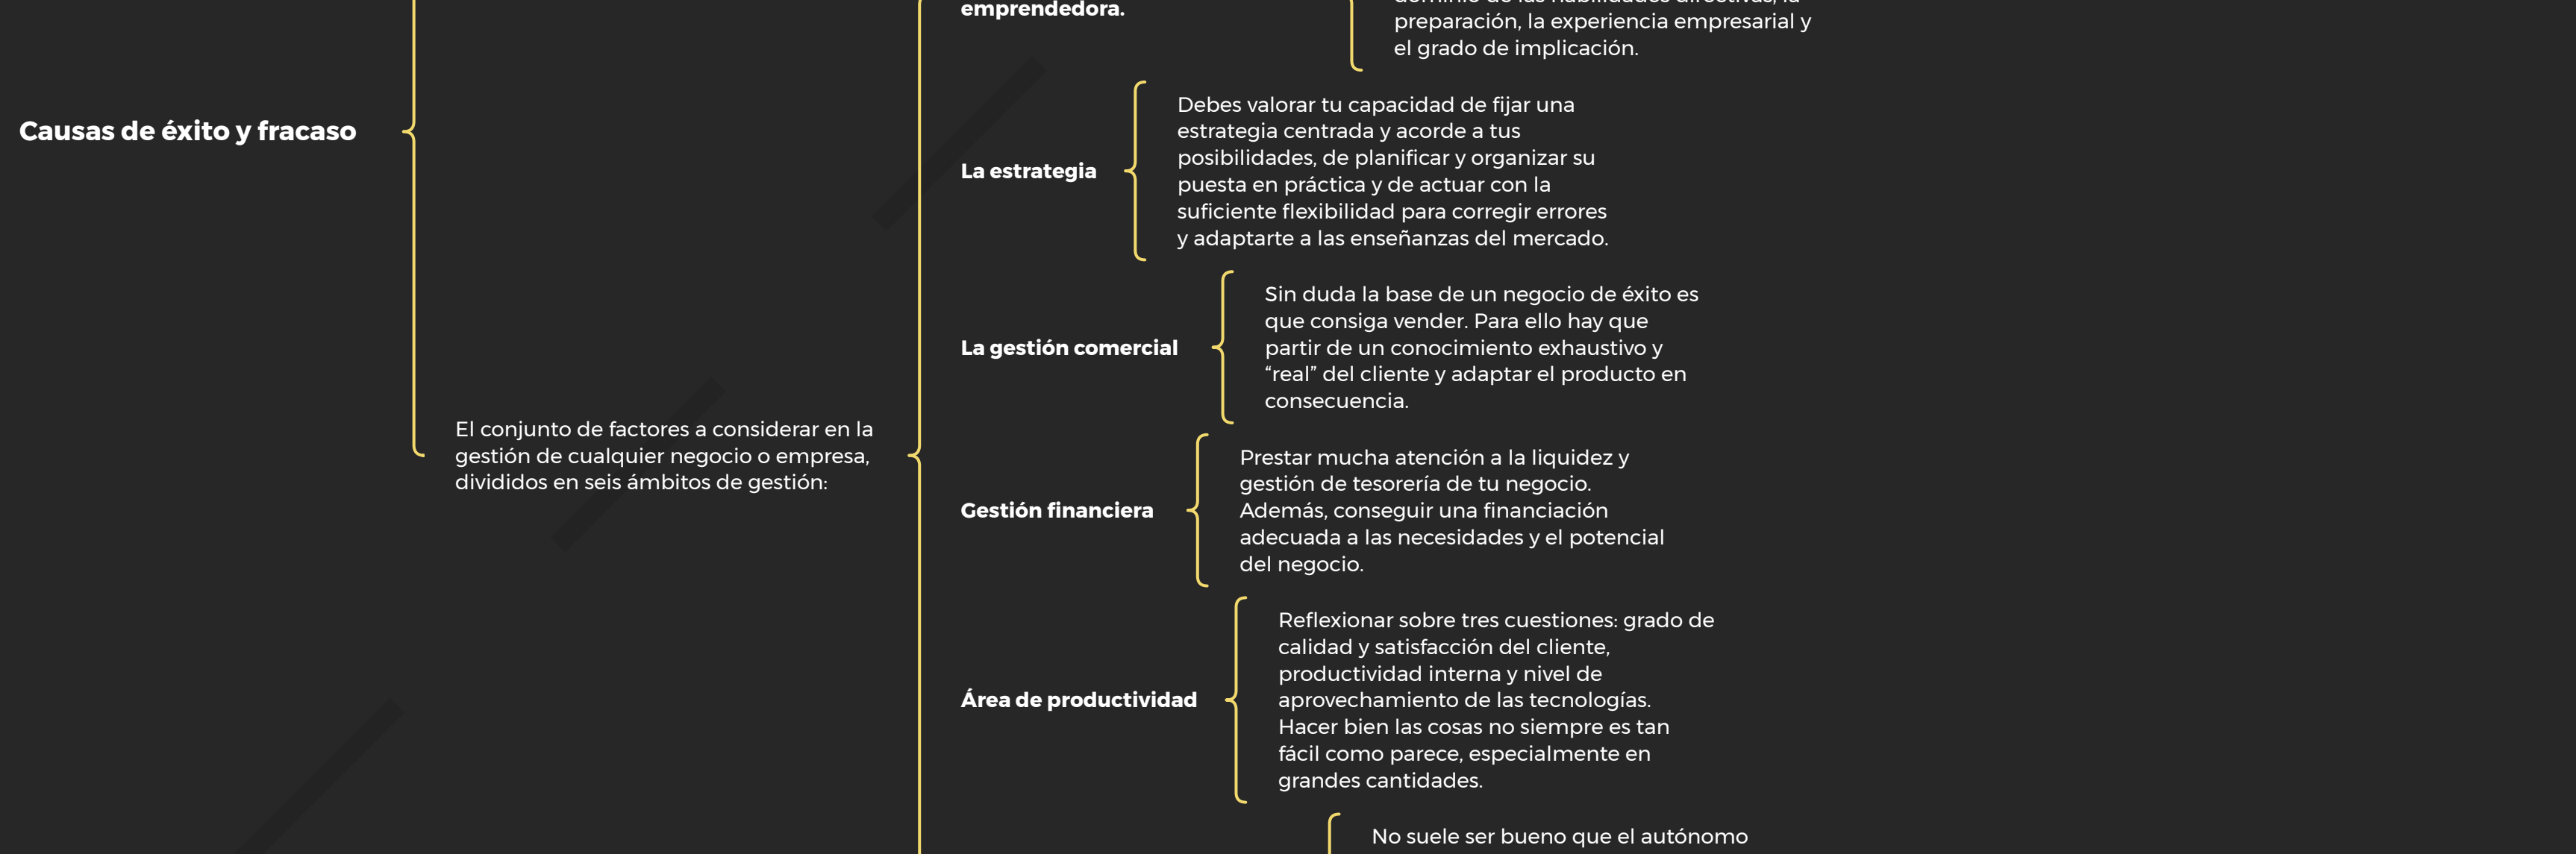 emprendedora.
preparación, la experiencia empresarial y
el grado de implicación.
Causas de éxito y fracaso
La estrategia
Debes valorar tu capacidad de fijar una
estrategia centrada y acorde a tus
posibilidades, de planificar y organizar su
puesta en práctica y de actuar con la
suficiente flexibilidad para corregir errores
y adaptarte a las enseñanzas del mercado.
La gestión comercial
Sin duda la base de un negocio de éxito es
que consiga vender. Para ello hay que
partir de un conocimiento exhaustivo y
“real” del cliente y adaptar el producto en
consecuencia.
El conjunto de factores a considerar en la
gestión de cualquier negocio o empresa,
divididos en seis ámbitos de gestión:
Gestión financiera
Prestar mucha atención a la liquidez y
gestión de tesorería de tu negocio.
Además, conseguir una financiación
adecuada a las necesidades y el potencial
del negocio.
Área de productividad
Reflexionar sobre tres cuestiones: grado de
calidad y satisfacción del cliente,
productividad interna y nivel de
aprovechamiento de las tecnologías.
Hacer bien las cosas no siempre es tan
fácil como parece, especialmente en
grandes cantidades.
No suele ser bueno que el autónomo